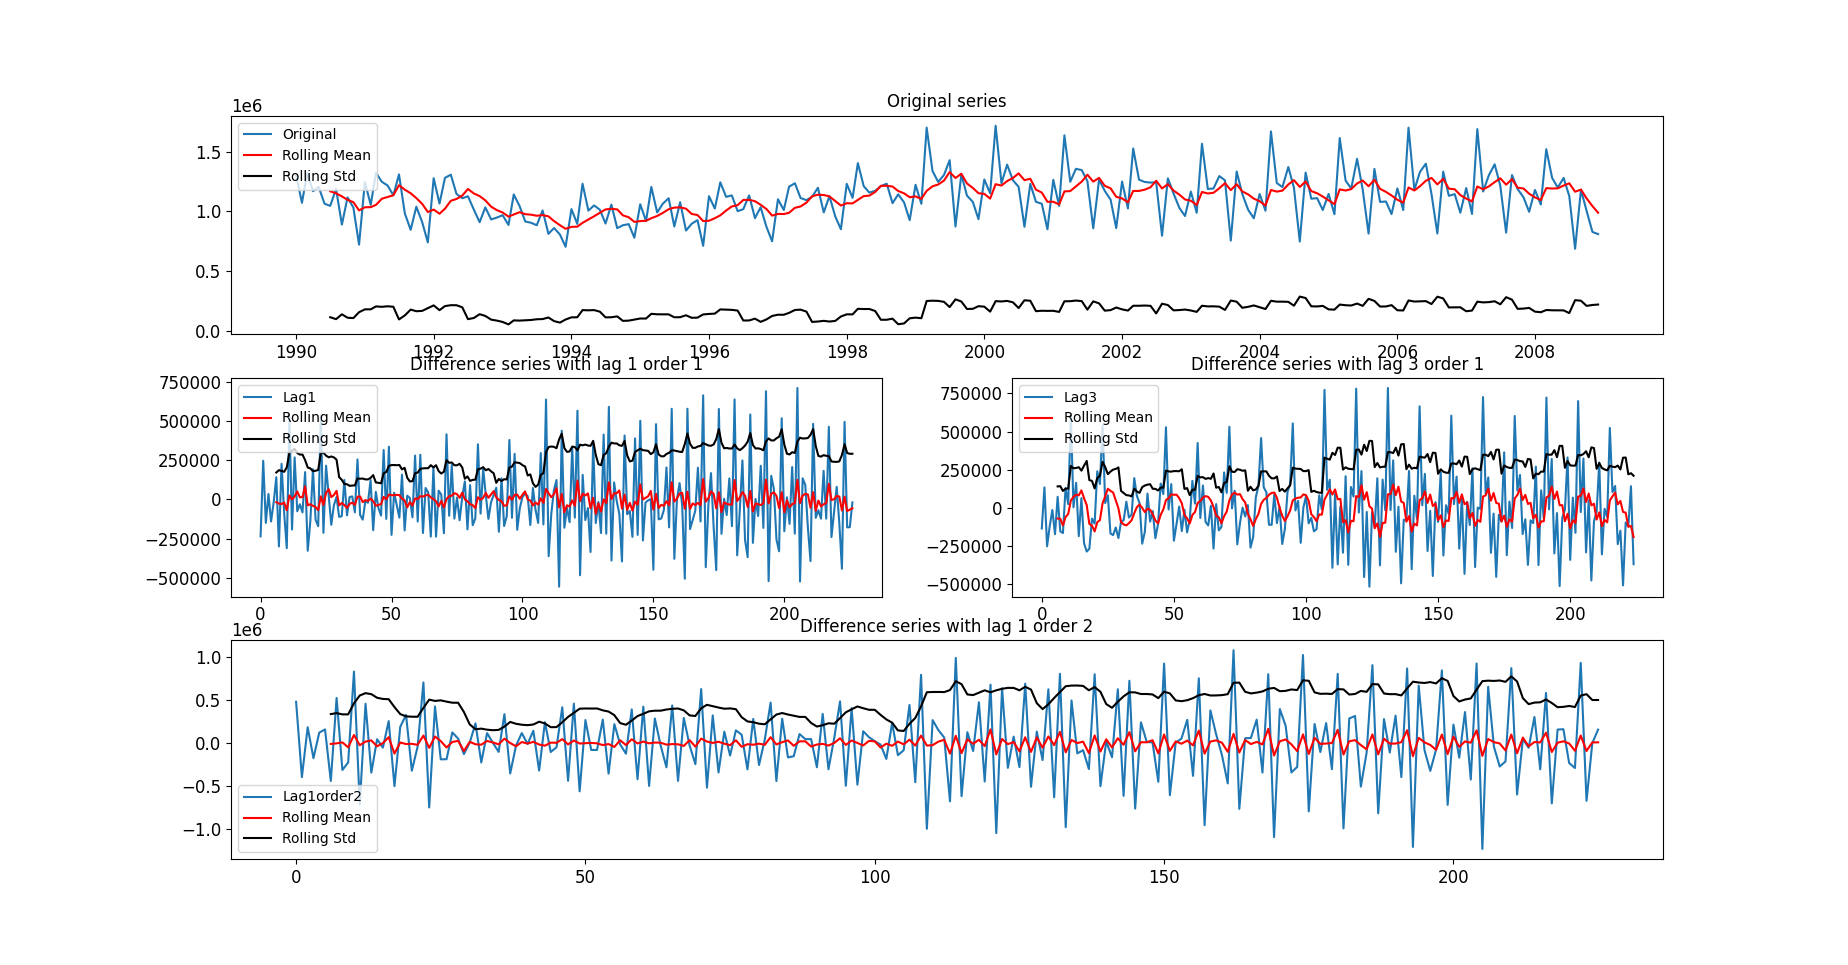 Original series
1e6
Original
Rolling Mean
Rolling Std
1.5
1.0
0.5
0.0
1990 1992 1994 1996 1998 2000 2002 2004 2006 2008
Difference series with lag 1 order 1
750000
500000
250000
0
−250000
−500000
Lag1
Rolling Mean
Rolling Std
0 50 100 150 200
Difference series with lag 3 order 1
750000
500000
250000
0
−250000
−500000
Lag3
Rolling Mean
Rolling Std
0 50 100 150 200
Difference series with lag 1 order 2
1e6
1.0
0.5
0.0
−0.5
−1.0
Lag1order2
Rolling Mean
Rolling Std
0 50 100 150 200